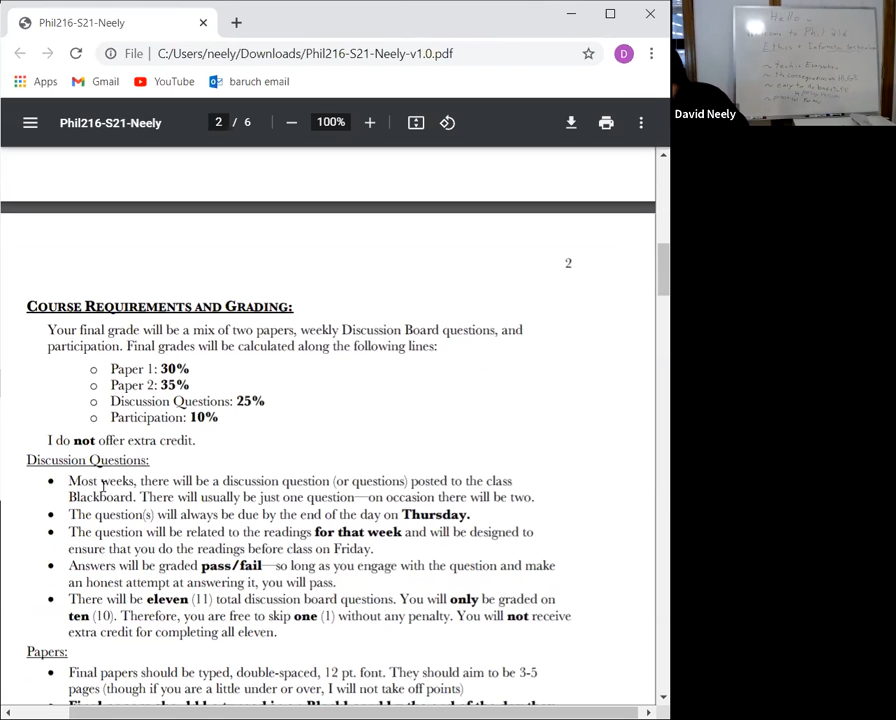 Phil216-S21-Neely
File
C:/Users/neely/Downloads/Phil216-S21-Neely-v1.0.pdf
D
Apps
Gmail
YouTube
baruch email
Phil216-S21-Neely
2 / 6
100%
2
COURSE REQUIREMENTS AND GRADING:
Your final grade will be a mix of two papers, weekly Discussion Board questions, and
participation. Final grades will be calculated along the following lines:
o Paper 1: 30%
o Paper 2: 35%
o Discussion Questions: 25%
o Participation: 10%
I do not offer extra credit.
Discussion Questions:
• Most weeks, there will be a discussion question (or questions) posted to the class
Blackboard. There will usually be just one question—on occasion there will be two.
• The question(s) will always be due by the end of the day on Thursday.
• The question will be related to the readings for that week and will be designed to
ensure that you do the readings before class on Friday.
• Answers will be graded pass/fail—so long as you engage with the question and make
an honest attempt at answering it, you will pass.
• There will be eleven (11) total discussion board questions. You will only be graded on
ten (10). Therefore, you are free to skip one (1) without any penalty. You will not receive
extra credit for completing all eleven.
Papers:
• Final papers should be typed, double-spaced, 12 pt. font. They should aim to be 3-5
pages (though if you are a little under or over, I will not take off points)
Hello
Welcome to Phil 216
David Neely